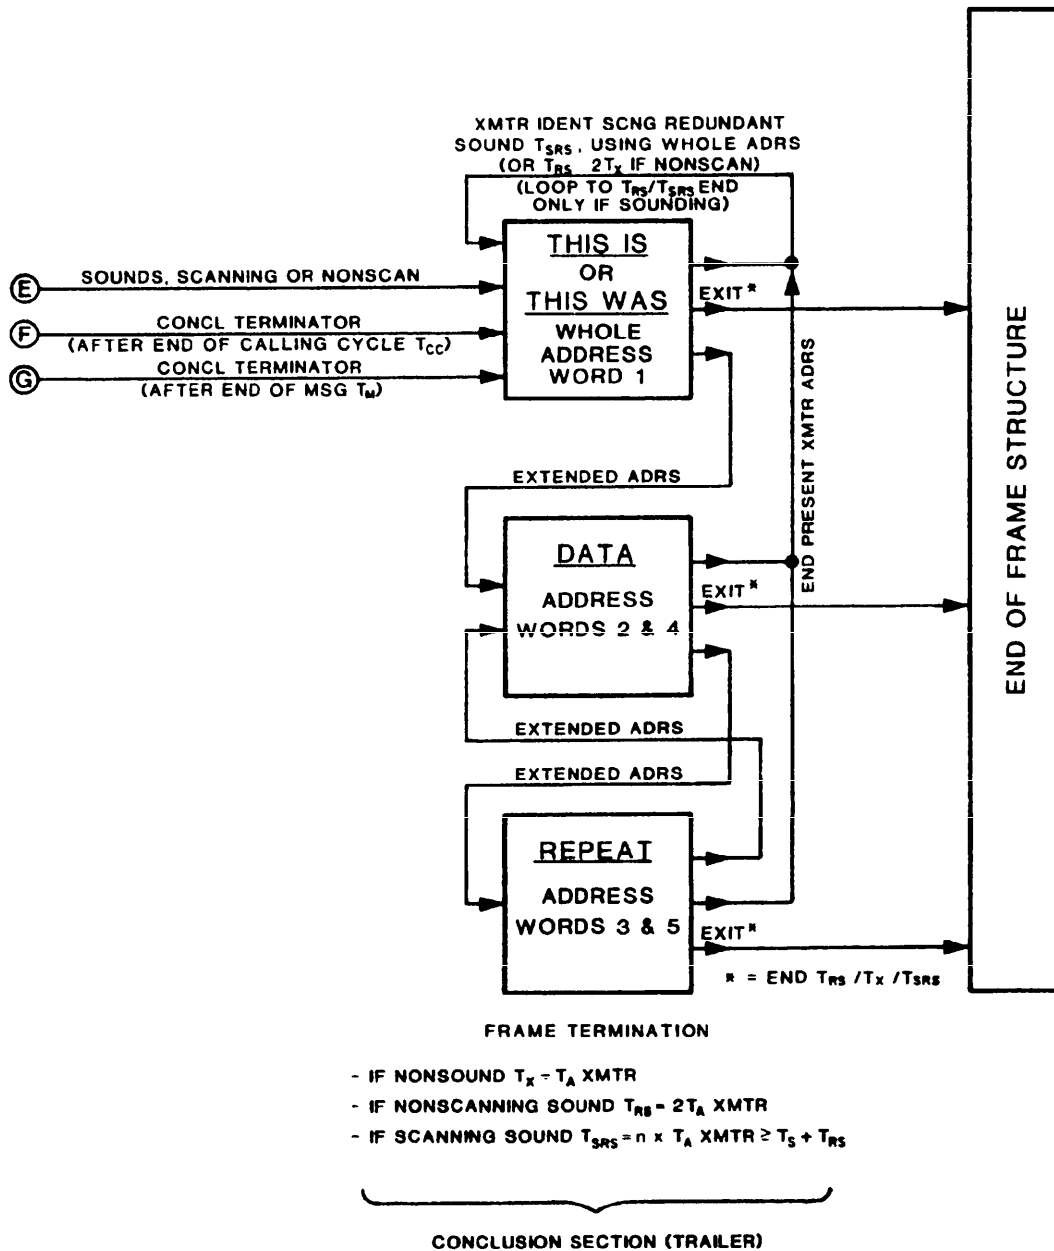 XMTR IDENT SCNG REDUNDANT
SOUND TSRS, USING WHOLE ADRS
(OR TRS 2TX IF NONSCAN)
(LOOP TO TRS/TSRS END
ONLY IF SOUNDING)
THIS IS
OR
THIS WAS
WHOLE
ADDRESS
WORD 1
E
SOUNDS, SCANNING OR NONSCAN
F
CONCL TERMINATOR
(AFTER END OF CALLING CYCLE TCC)
G
CONCL TERMINATOR
(AFTER END OF MSG TM)
EXIT*
EXTENDED ADRS
END PRESENT XMTR ADRS
END OF FRAME STRUCTURE
DATA
ADDRESS
WORDS 2 & 4
EXIT*
EXTENDED ADRS
EXTENDED ADRS
REPEAT
ADDRESS
WORDS 3 & 5
EXIT*
* = END TRS /TX /TSRS
FRAME TERMINATION
- IF NONSOUND TX - TA XMTR
- IF NONSCANNING SOUND TRS = 2TA XMTR
- IF SCANNING SOUND TSRS = n x TA XMTR ≥ TS + TRS
CONCLUSION SECTION (TRAILER)